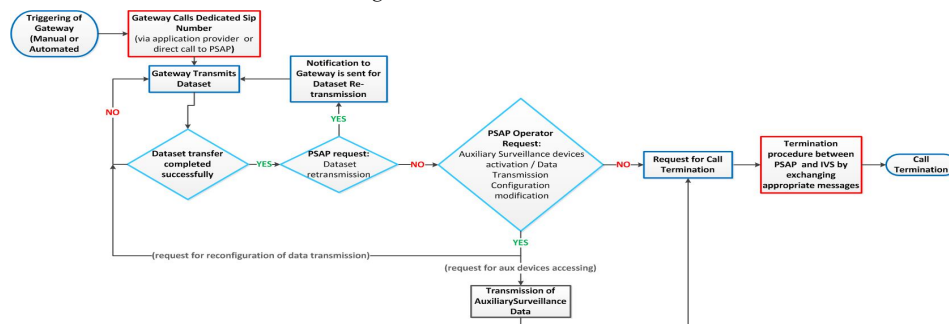 Triggering of
Gateway
(Manual or
Automated
Gateway Calls Dedicated Sip
Number
(via application provider or
direct call to PSAP)
Gateway Transmits
Dataset
Notification to
Gateway is sent for
Dataset Re-
transmission
NO
YES
Dataset transfer
completed
successfully
YES
PSAP request:
Dataset
retransmission
NO
PSAP Operator
Request:
Auxiliary Surveillance devices
activation / Data
Transmission
Configuration
modification
NO
Request for Call
Termination
Termination
procedure between
PSAP and IVS by
exchanging
appropriate messages
Call
Termination
YES
(request for reconfiguration of data transmission)
(request for aux devices accessing)
Transmission of
AuxiliarySurveillance
Data